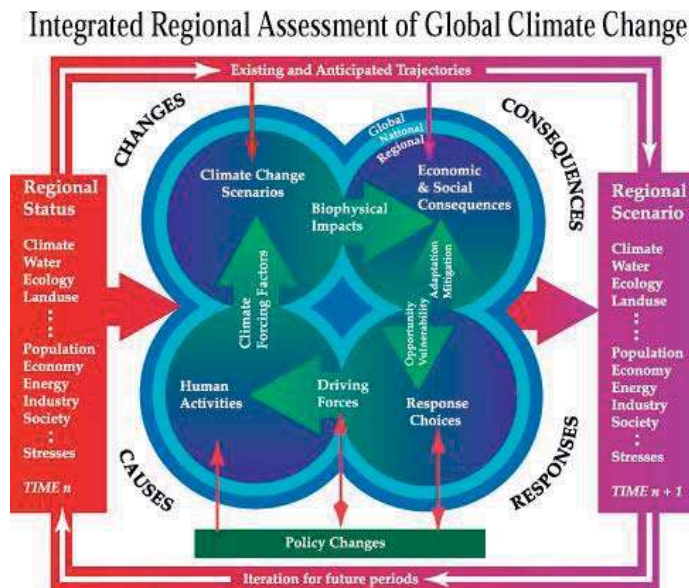 Integrated Regional Assessment of Global Climate Change
Existing and Anticipated Trajectories
CHANGES
CONSEQUENCES
Global
National
Regional
Regional
Status
Climate
Water
Ecology
Landuse
Population
Economy
Energy
Industry
Society
Stresses
TIME n
Climate Change
Scenarios
Biophysical
Impacts
Economic
& Social
Consequences
Climate
Forcing Factors
Adaptation
Mitigation
Opportunity
Vulnerability
Human
Activities
Driving
Forces
Response
Choices
Regional
Scenario
Climate
Water
Ecology
Landuse
Population
Economy
Energy
Industry
Society
Stresses
TIME n + 1
CAUSES
RESPONSES
Policy Changes
Iteration for future periods